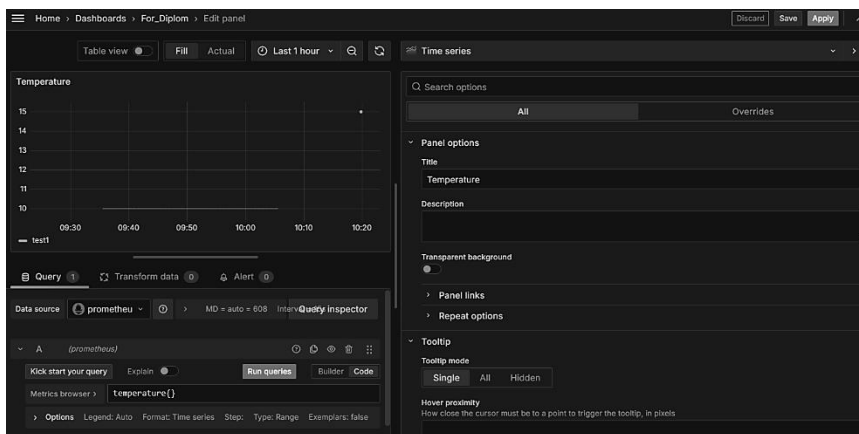 Home › Dashboards › For_Diplom › Edit panel
Discard Save Apply
Table view Fill Actual Last 1 hour
Time series
Temperature
15
14
13
12
11
10
09:30 09:40 09:50 10:00 10:10 10:20
test1
Query 1 Transform data 0 Alert 0
Data source prometheu MD = auto = 608 Query inspector
A (prometheus)
Kick start your query Explain Run queries Builder Code
Metrics browser > temperature{}
Options Legend: Auto Format: Time series Step: Type: Range Exemplars: false
Search options
All Overrides
Panel options
Title
Temperature
Description
Transparent background
Panel links
Repeat options
Tooltip
Tooltip mode
Single All Hidden
Hover proximity
How close the cursor must be to a point to trigger the tooltip, in pixels